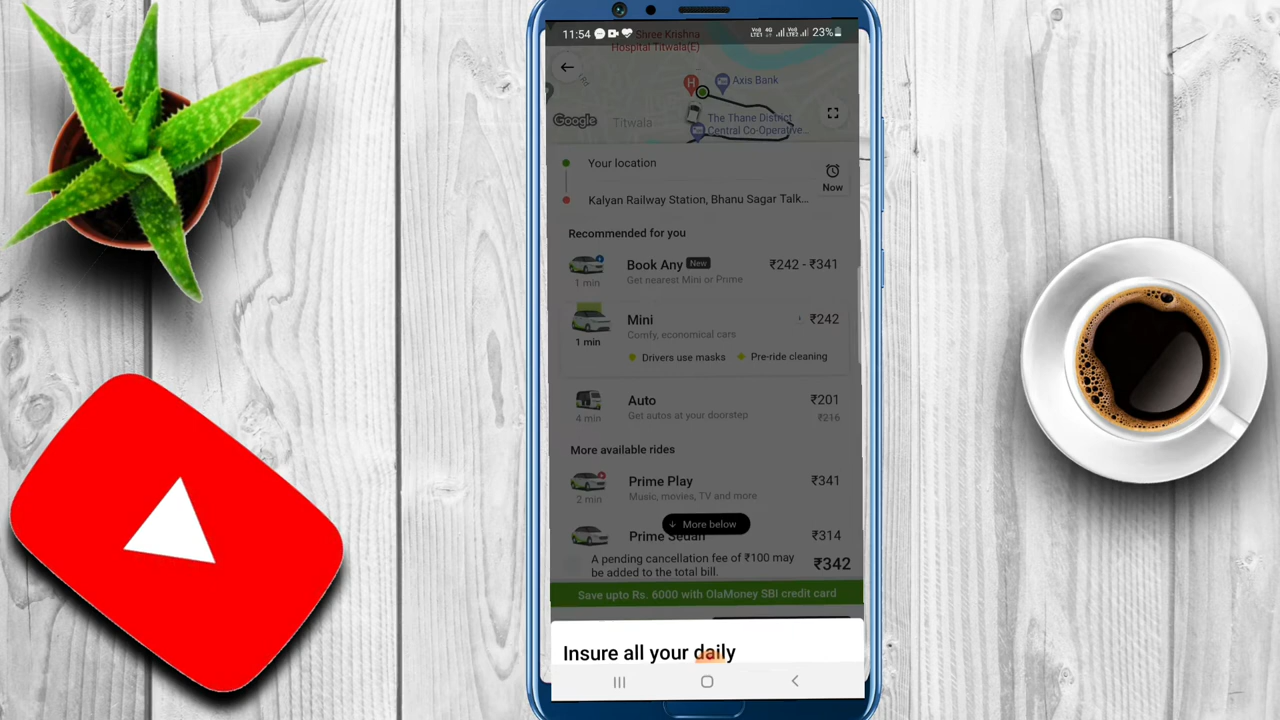 11:54
VoB LTE1 4G VoB LTE2 23%
Shree Krishna
Hospital Titwala(E)
H
Axis Bank
The Thane District
Central Co-Operative...
Google
Titwala
Your location
Now
Kalyan Railway Station, Bhanu Sagar Talk...
Recommended for you
Book Any New ₹242 - ₹341
1 min Get nearest Mini or Prime
Mini ₹242
Comfy, economical cars
1 min
Drivers use masks Pre-ride cleaning
Auto ₹201
4 min Get autos at your doorstep ₹216
More available rides
Prime Play ₹341
2 min Music, movies, TV and more
More below
Prime Sedan ₹314
A pending cancellation fee of ₹100 may
be added to the total bill.
₹342
Save upto Rs. 6000 with OlaMoney SBI credit card
Insure all your daily